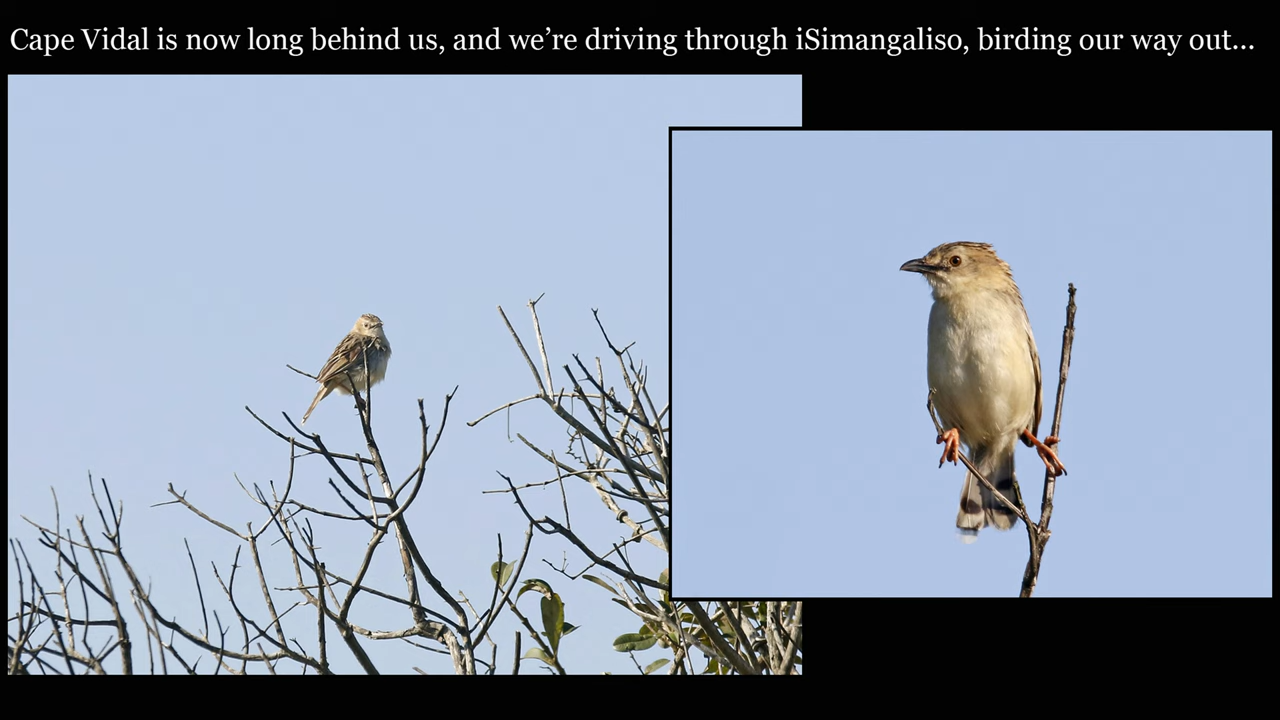 Cape Vidal is now long behind us, and we’re driving through iSimangaliso, birding our way out…